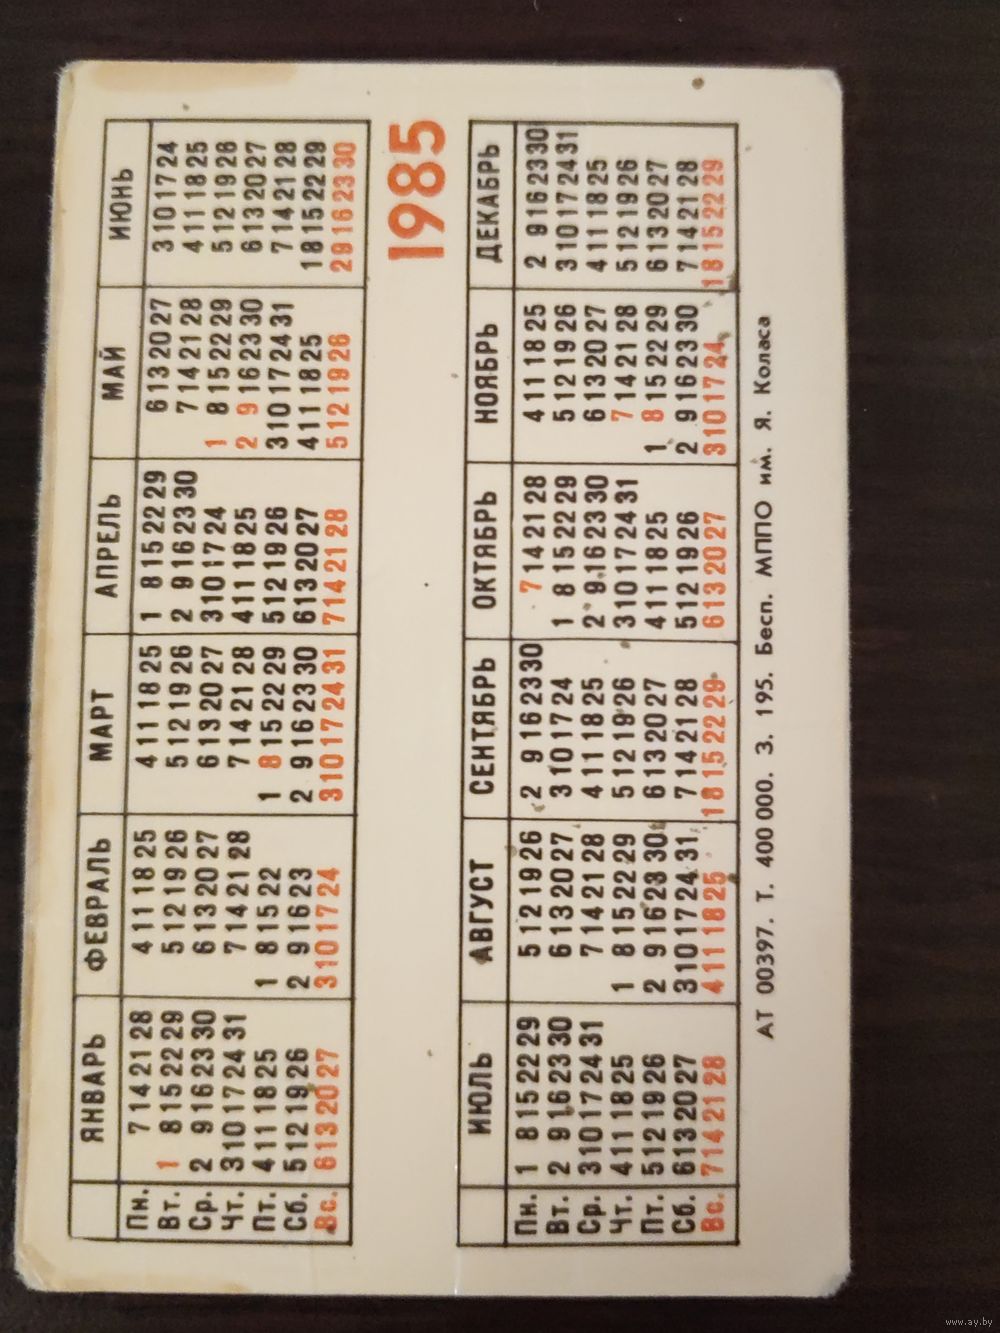 ЯНВАРЬ ФЕВРАЛЬ МАРТ АПРЕЛЬ МАЙ ИЮНЬ
Пн. 7 14 21 28 4 11 18 25 4 11 18 25 1 8 15 22 29 6 13 20 27 3 10 17 24
Вт. 1 8 15 22 29 5 12 19 26 5 12 19 26 2 9 16 23 30 7 14 21 28 4 11 18 25
Ср. 2 9 16 23 30 6 13 20 27 6 13 20 27 3 10 17 24 1 8 15 22 29 5 12 19 26
Чт. 3 10 17 24 31 7 14 21 28 7 14 21 28 4 11 18 25 2 9 16 23 30 6 13 20 27
Пт. 4 11 18 25 1 8 15 22 1 8 15 22 29 5 12 19 26 3 10 17 24 31 7 14 21 28
Сб. 5 12 19 26 2 9 16 23 2 9 16 23 30 6 13 20 27 4 11 18 25 1 8 15 22 29
Вс. 6 13 20 27 3 10 17 24 3 10 17 24 31 7 14 21 28 5 12 19 26 2 9 16 23 30
1985
ИЮЛЬ АВГУСТ СЕНТЯБРЬ ОКТЯБРЬ НОЯБРЬ ДЕКАБРЬ
Пн. 1 8 15 22 29 5 12 19 26 2 9 16 23 30 7 14 21 28 4 11 18 25 2 9 16 23 30
Вт. 2 9 16 23 30 6 13 20 27 3 10 17 24 1 8 15 22 29 5 12 19 26 3 10 17 24 31
Ср. 3 10 17 24 31 7 14 21 28 4 11 18 25 2 9 16 23 30 6 13 20 27 4 11 18 25
Чт. 4 11 18 25 1 8 15 22 29 5 12 19 26 3 10 17 24 31 7 14 21 28 5 12 19 26
Пт. 5 12 19 26 2 9 16 23 30 6 13 20 27 4 11 18 25 1 8 15 22 29 6 13 20 27
Сб. 6 13 20 27 3 10 17 24 31 7 14 21 28 5 12 19 26 2 9 16 23 30 7 14 21 28
Вс. 7 14 21 28 4 11 18 25 1 8 15 22 29 6 13 20 27 3 10 17 24 1 8 15 22 29
АТ 00397. Т. 400 000. З. 195. Бесп. МППО им. Я. Коласа
www.ay.by